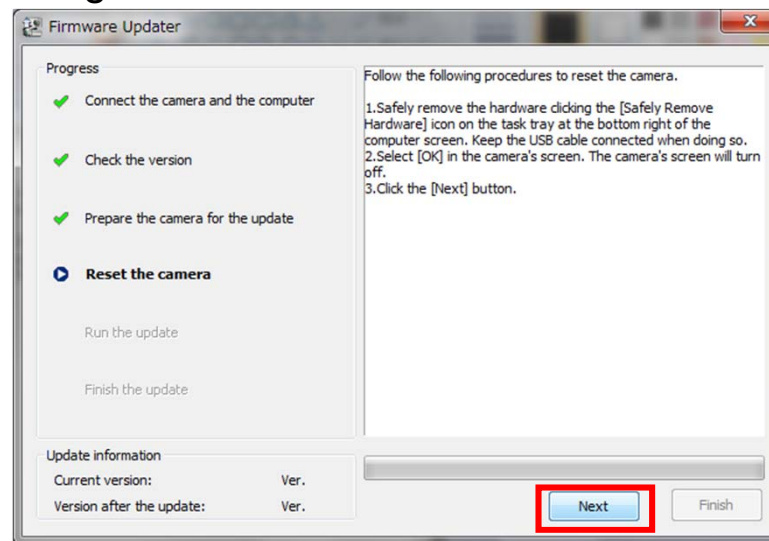 Firmware Updater
Progress
Connect the camera and the computer
Check the version
Prepare the camera for the update
Reset the camera
Run the update
Finish the update
Follow the following procedures to reset the camera.
1.Safely remove the hardware clicking the [Safely Remove
Hardware] icon on the task tray at the bottom right of the
computer screen. Keep the USB cable connected when doing so.
2.Select [OK] in the camera's screen. The camera's screen will turn
off.
3.Click the [Next] button.
Update information
Current version: Ver.
Version after the update: Ver.
Next
Finish